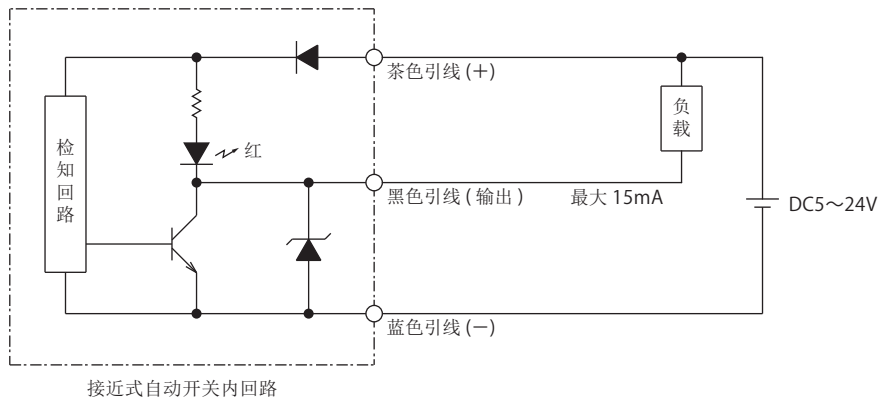 茶色引线 (+)
负载
红
检知回路
黑色引线 ( 输出 )
最大 15mA
DC5～24V
蓝色引线 (—)
接近式自动开关内回路